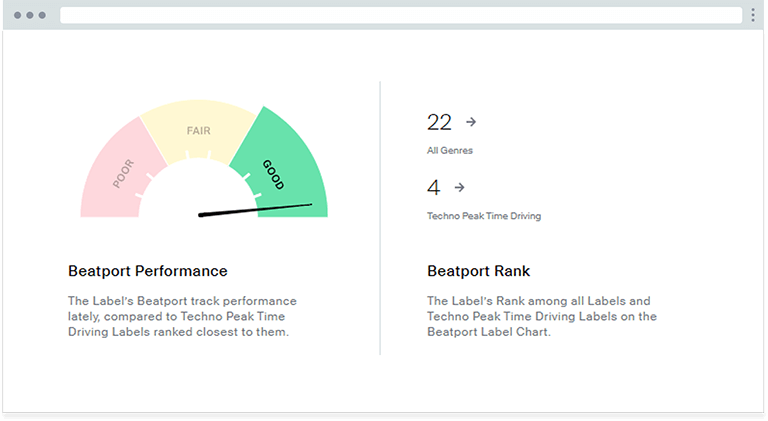 POOR
FAIR
GOOD
Beatport Performance
The Label's Beatport track performance
lately, compared to Techno Peak Time
Driving Labels ranked closest to them.
22
All Genres
4
Techno Peak Time Driving
Beatport Rank
The Label's Rank among all Labels and
Techno Peak Time Driving Labels on the
Beatport Label Chart.